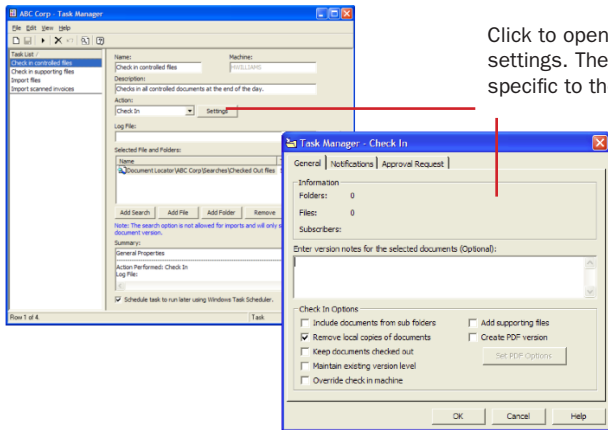 ABC Corp - Task Manager
File Edit View Help
Task List
Check in controlled files
Check in supporting files
Import files
Import scanned invoices
Name:
Machine:
Check in controlled files
MWILLIAMS
Description:
Checks in all controlled documents at the end of the day.
Action:
Check In
Settings
Log File:
Selected File and Folders:
Name
Document Locator\ABC Corp\Searches\Checked Out files
Add Search
Add File
Add Folder
Remove
Note: The search option is not allowed for imports and will only
document version.
Summary:
General Properties
Action Performed: Check In
Log File:
Schedule task to run later using Windows Task Scheduler.
Row 1 of 4
Task
Click to open
settings. The
specific to th
Task Manager - Check In
General
Notifications
Approval Request
Information
Folders: 0
Files: 0
Subscribers:
Enter version notes for the selected documents (Optional):
Check In Options
Include documents from sub folders
Add supporting files
Remove local copies of documents
Create PDF version
Keep documents checked out
Set PDF Options
Maintain existing version level
Override check in machine
OK
Cancel
Help